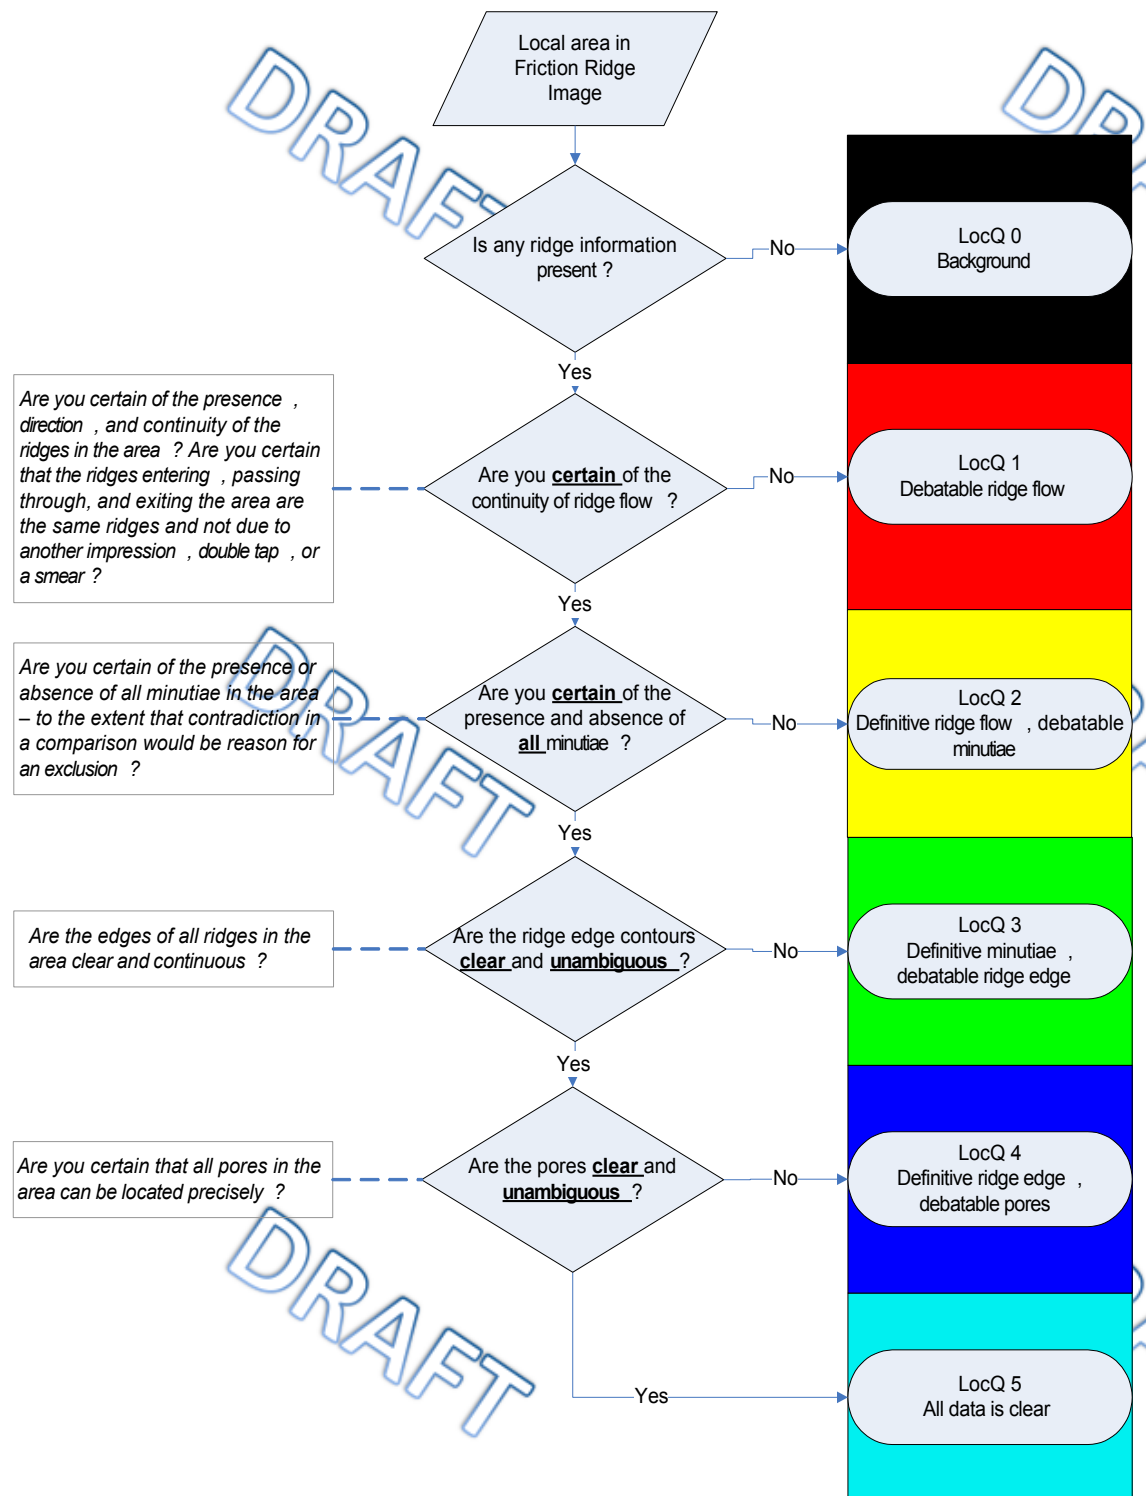 Local area in
Friction Ridge
Image
DRAFT
DRAFT
Is any ridge information
present ?
No
LocQ 0
Background
Yes
Are you certain of the presence ,
direction , and continuity of the
ridges in the area ? Are you certain
that the ridges entering , passing
through, and exiting the area are
the same ridges and not due to
another impression , double tap , or
a smear ?
Are you certain of the
continuity of ridge flow ?
No
LocQ 1
Debatable ridge flow
Yes
Are you certain of the presence or
absence of all minutiae in the area
– to the extent that contradiction in
a comparison would be reason for
an exclusion ?
DRAFT
Are you certain of the
presence and absence of
all minutiae ?
No
LocQ 2
Definitive ridge flow , debatable
minutiae
Yes
Are the edges of all ridges in the
area clear and continuous ?
Are the ridge edge contours
clear and unambiguous ?
No
LocQ 3
Definitive minutiae ,
debatable ridge edge
Yes
Are you certain that all pores in the
area can be located precisely ?
Are the pores clear and
unambiguous ?
No
LocQ 4
Definitive ridge edge ,
debatable pores
DRAFT
Yes
LocQ 5
All data is clear